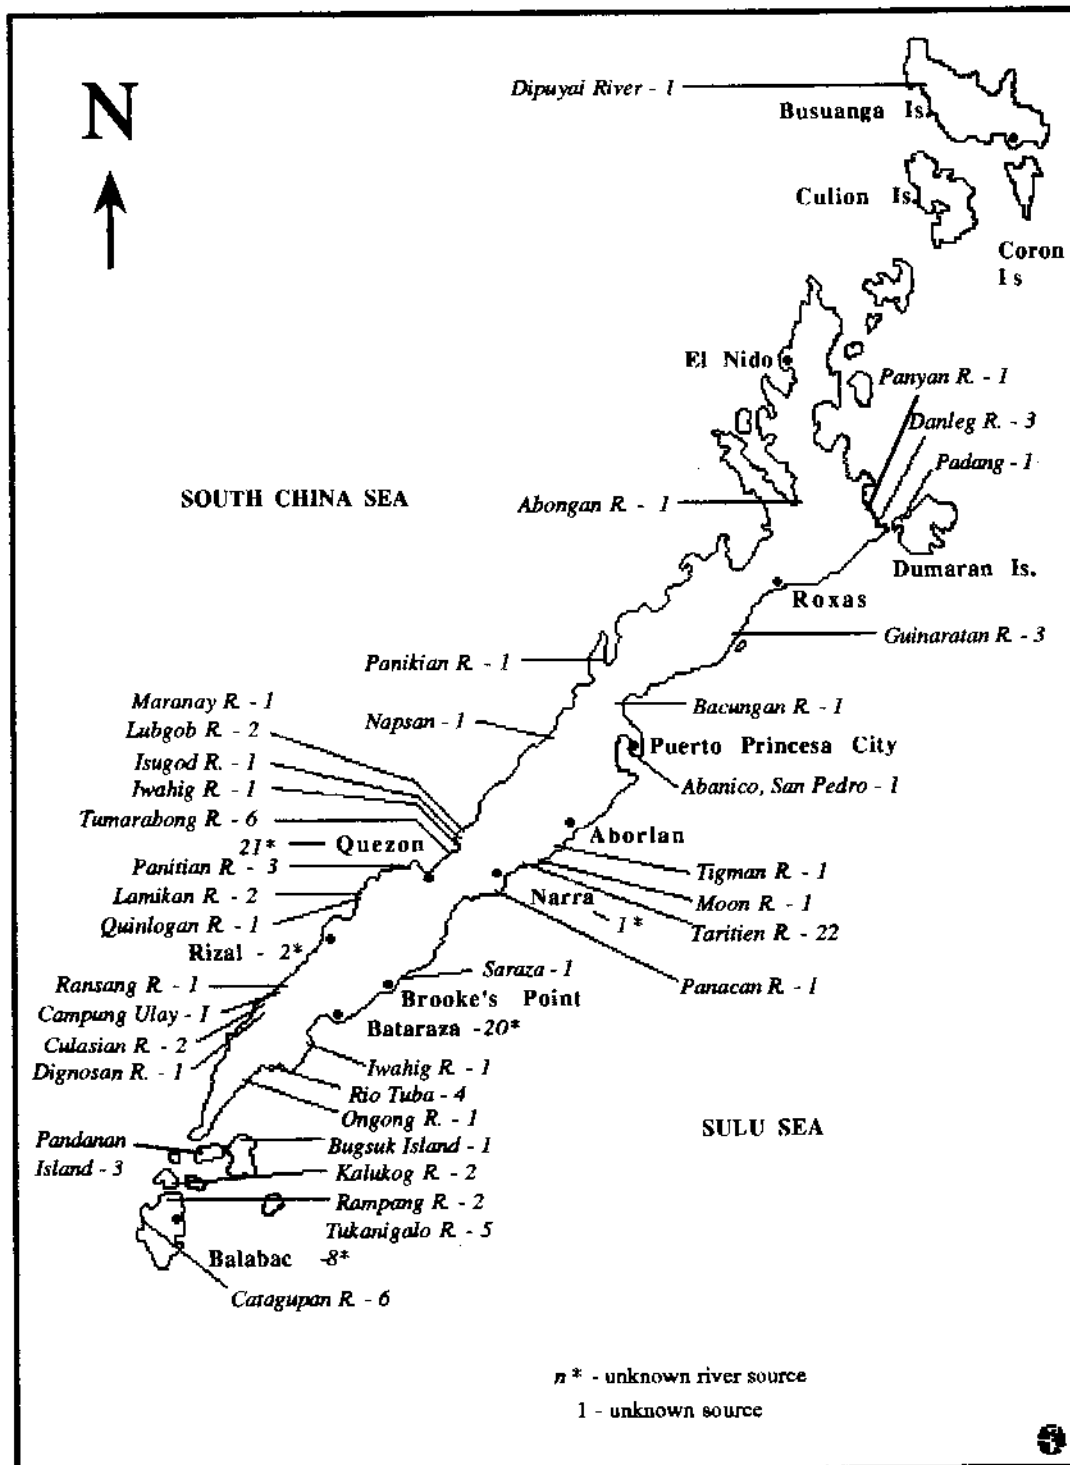 N
Dipuyai River - 1
Busuanga Is.
Culion Is.
Coron
Is
El Nido
Panyan R. - 1
Danleg R. - 3
Padang - 1
SOUTH CHINA SEA
Abongan R. - 1
Dumaran Is.
Roxas
Guinaratan R. - 3
Panikian R. - 1
Maranay R. - 1
Lubgob R. - 2
Napsan - 1
Bacungan R. - 1
Isugod R. - 1
Puerto Princesa City
Iwahig R. - 1
Abanico, San Pedro - 1
Tumarabong R. - 6
21* — Quezon
Aborlan
Panitian R. - 3
Tigman R. - 1
Lamikan R. - 2
Narra
Moon R. - 1
Quinlogan R. - 1
1*
Taritien R. - 22
Rizal - 2*
Saraza - 1
Ransang R. - 1
Panacan R. - 1
Brooke's Point
Campung Ulay - 1
Bataraza -20*
Culasian R. - 2
Iwahig R. - 1
Dignosan R. - 1
Rio Tuba - 4
Ongong R. - 1
SULU SEA
Pandanan
Island - 3
Bugsuk Island - 1
Kalukog R. - 2
Rampang R. - 2
Tukanigalo R. - 5
Balabac -8*
Catagupan R. - 6
n* - unknown river source
1 - unknown source